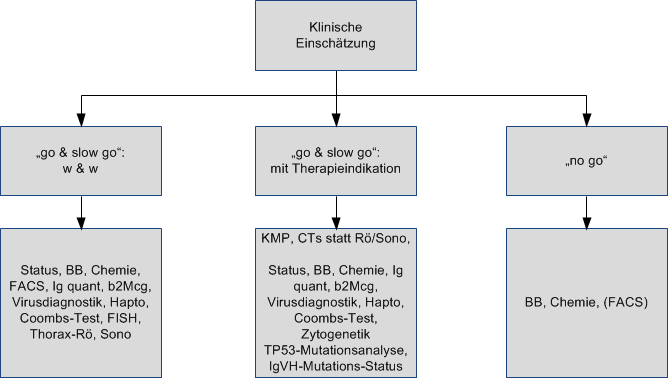 Klinische
Einschätzung
„go & slow go“:
w & w
„go & slow go“:
mit Therapieindikation
„no go“
Status, BB, Chemie,
FACS, Ig quant, b2Mcg,
Virusdiagnostik, Hapto,
Coombs-Test, FISH,
Thorax-Rö, Sono
KMP, CTs statt Rö/Sono,
Status, BB, Chemie, Ig
quant, b2Mcg,
Virusdiagnostik, Hapto,
Coombs-Test,
Zytogenetik
TP53-Mutationsanalyse,
IgVH-Mutations-Status
BB, Chemie, (FACS)